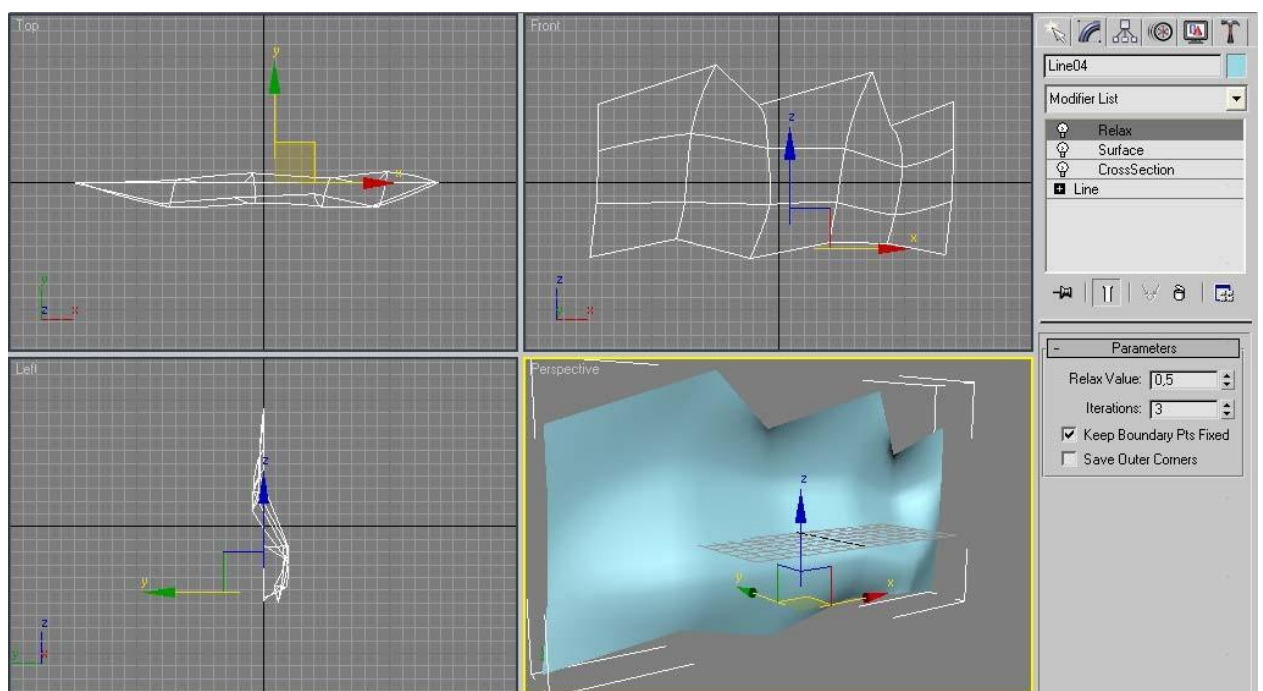 Top
y
x
y
z x
Front
z
x
z
y x
Left
z
y
z
y x
Perspective
z
y
x
Line04
Modifier List
Relax
Surface
CrossSection
Line
- Parameters
Relax Value: 0,5
Iterations: 3
Keep Boundary Pts Fixed
Save Outer Corners